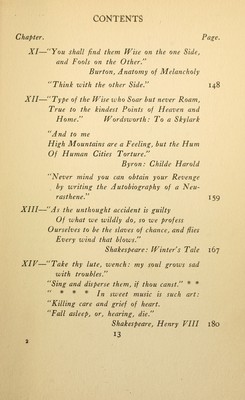 CONTENTS
Chapter. Page.
XI—"You shall find them Wise on the one Side,
and Fools on the Other."
Burton, Anatomy of Melancholy
"Think with the other Side." 148
XII—"Type of the Wise who Soar but never Roam,
True to the kindest Points of Heaven and
Home." Wordsworth: To a Skylark
"And to me
High Mountains are a Feeling, but the Hum
Of Human Cities Torture."
Byron: Childe Harold
"Never mind you can obtain your Revenge
by writing the Autobiography of a Neu-
rasthene." 159
XIII—"As the unthought accident is guilty
Of what we wildly do, so we profess
Ourselves to be the slaves of chance, and flies
Every wind that blows."
Shakespeare: Winter's Tale 167
XIV—"Take thy lute, wench: my soul grows sad
with troubles."
"Sing and disperse them, if thou canst." * *
" * * * In sweet music is such art:
"Killing care and grief of heart.
"Fall asleep, or, hearing, die."
Shakespeare, Henry VIII 180
13
2